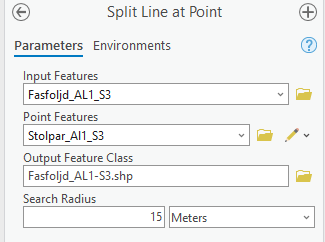 Split Line at Point
Parameters Environments
Input Features
Fasfoljd_AL1_S3
Point Features
Stolpar_Al1_S3
Output Feature Class
Fasfoljd_AL1-S3.shp
Search Radius
15 Meters